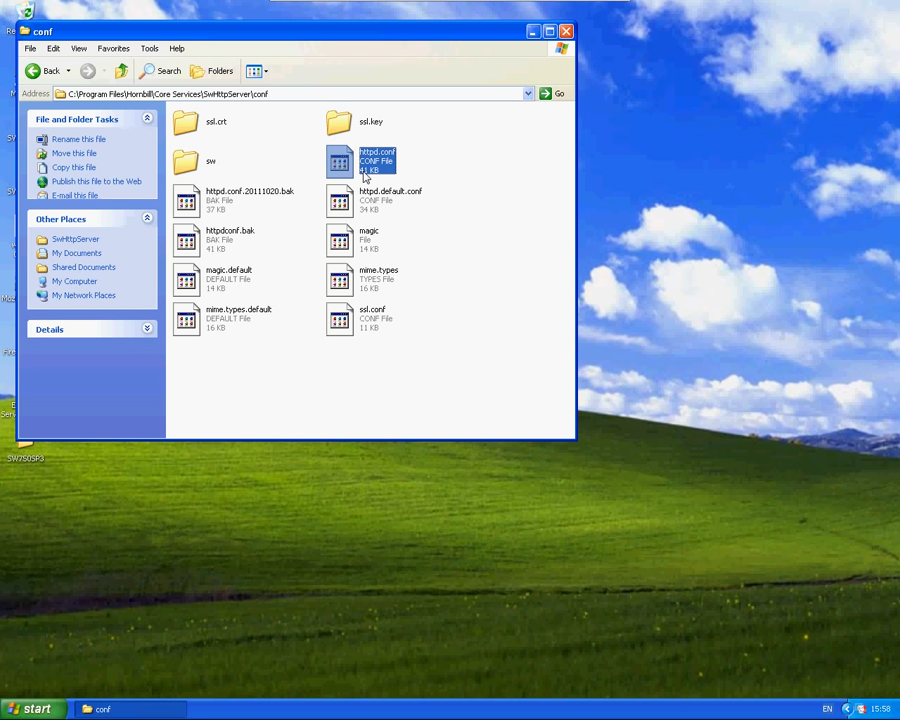 conf
File Edit View Favorites Tools Help
Back Search Folders
Address C:\Program Files\Hornbill\Core Services\SwHttpServer\conf Go
File and Folder Tasks
Rename this file
Move this file
Copy this file
Publish this file to the Web
E-mail this file
Other Places
SwHttpServer
My Documents
Shared Documents
My Computer
My Network Places
Details
ssl.crt
ssl.key
sw
httpd.conf
CONF File
41 KB
httpd.conf.20111020.bak
BAK File
37 KB
httpd.default.conf
CONF File
34 KB
httpdconf.bak
BAK File
41 KB
magic
File
14 KB
magic.default
DEFAULT File
14 KB
mime.types
TYPES File
16 KB
mime.types.default
DEFAULT File
16 KB
ssl.conf
CONF File
11 KB
SW750SP3
start conf EN 15:58